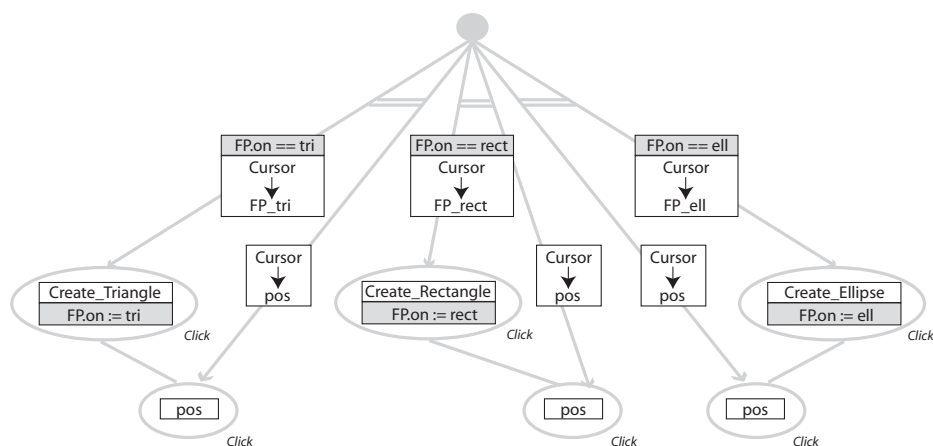 FP.on == tri
Cursor
FP_tri
FP.on == rect
Cursor
FP_rect
FP.on == ell
Cursor
FP_ell
Cursor
pos
Cursor
pos
Cursor
pos
Create_Triangle
FP.on := tri
Click
Create_Rectangle
FP.on := rect
Click
Create_Ellipse
FP.on := ell
Click
pos
Click
pos
Click
pos
Click